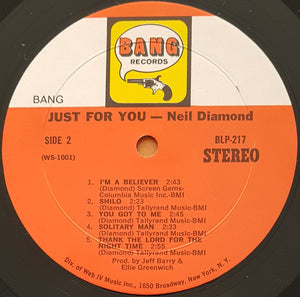 BANG
RECORDS
BANG
JUST FOR YOU — Neil Diamond
SIDE 2
BLP-217
(WS-1001)
STEREO
1. I'M A BELIEVER 2:43
(Diamond) Screen Gems-
Columbia Music Inc.-BMI
2. SHILO 2:23
(Diamond) Tallyrand Music-BMI
3. YOU GOT TO ME 2:45
(Diamond) Tallyrand Music-BMI
4. SOLITARY MAN 2:33
(Diamond) Tallyrand Music-BMI
5. THANK THE LORD FOR THE
NIGHT TIME 2:59
(Diamond) Tallyrand Music-BMI
Prod. by Jeff Barry &
Ellie Greenwich
Div. of Web IV Music Inc., 1650 Broadway, New York, N.Y.